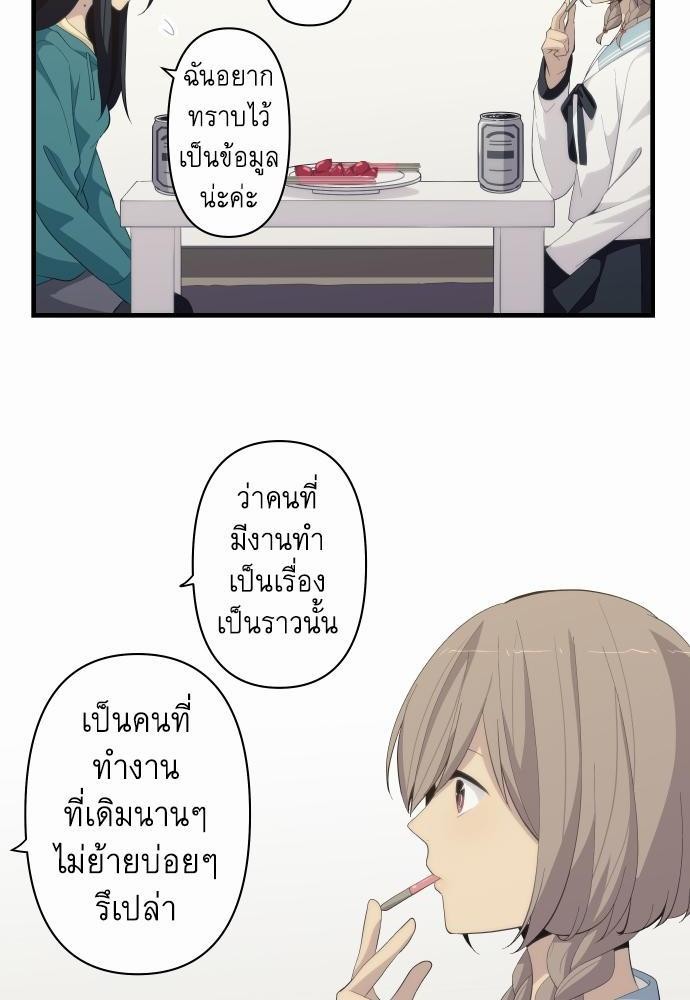 ฉันอยาก
ทราบไว้
เป็นข้อมูล
น่ะค่ะ
ว่าคนที่
มีงานทำ
เป็นเรื่อง
เป็นราวนั้น
เป็นคนที่
ทำงาน
ที่เดิมนานๆ
ไม่ย้ายบ่อยๆ
รึเปล่า